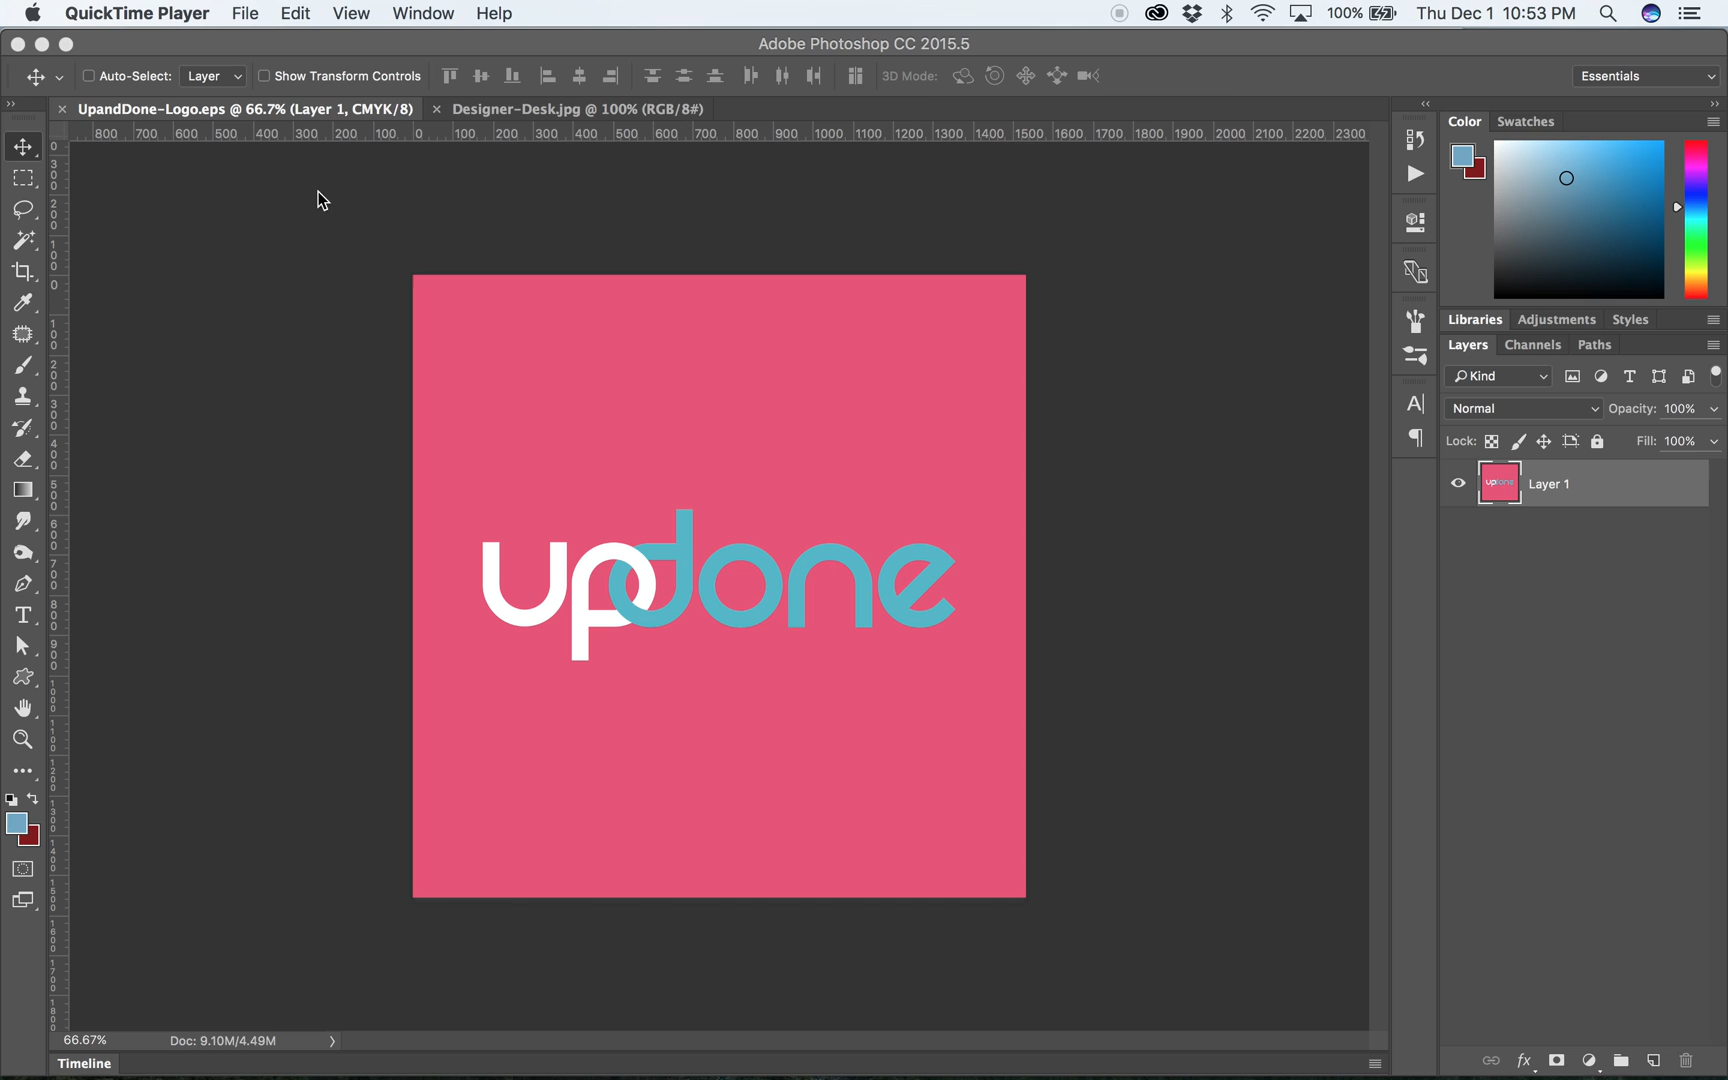 QuickTime Player File Edit View Window Help 100% Thu Dec 1 10:53 PM
Adobe Photoshop CC 2015.5
Auto-Select: Layer Show Transform Controls 3D Mode: Essentials
UpandDone-Logo.eps @ 66.7% (Layer 1, CMYK/8) Designer-Desk.jpg @ 100% (RGB/8#)
800 700 600 500 400 300 200 100 0 100 200 300 400 500 600 700 800 900 1000 1100 1200 1300 1400 1500 1600 1700 1800 1900 2000 2100 2200 2300
Color Swatches
Libraries Adjustments Styles
Layers Channels Paths
Kind
Normal Opacity: 100%
Lock: Fill: 100%
updone Layer 1
updone
66.67% Doc: 9.10M/4.49M
Timeline